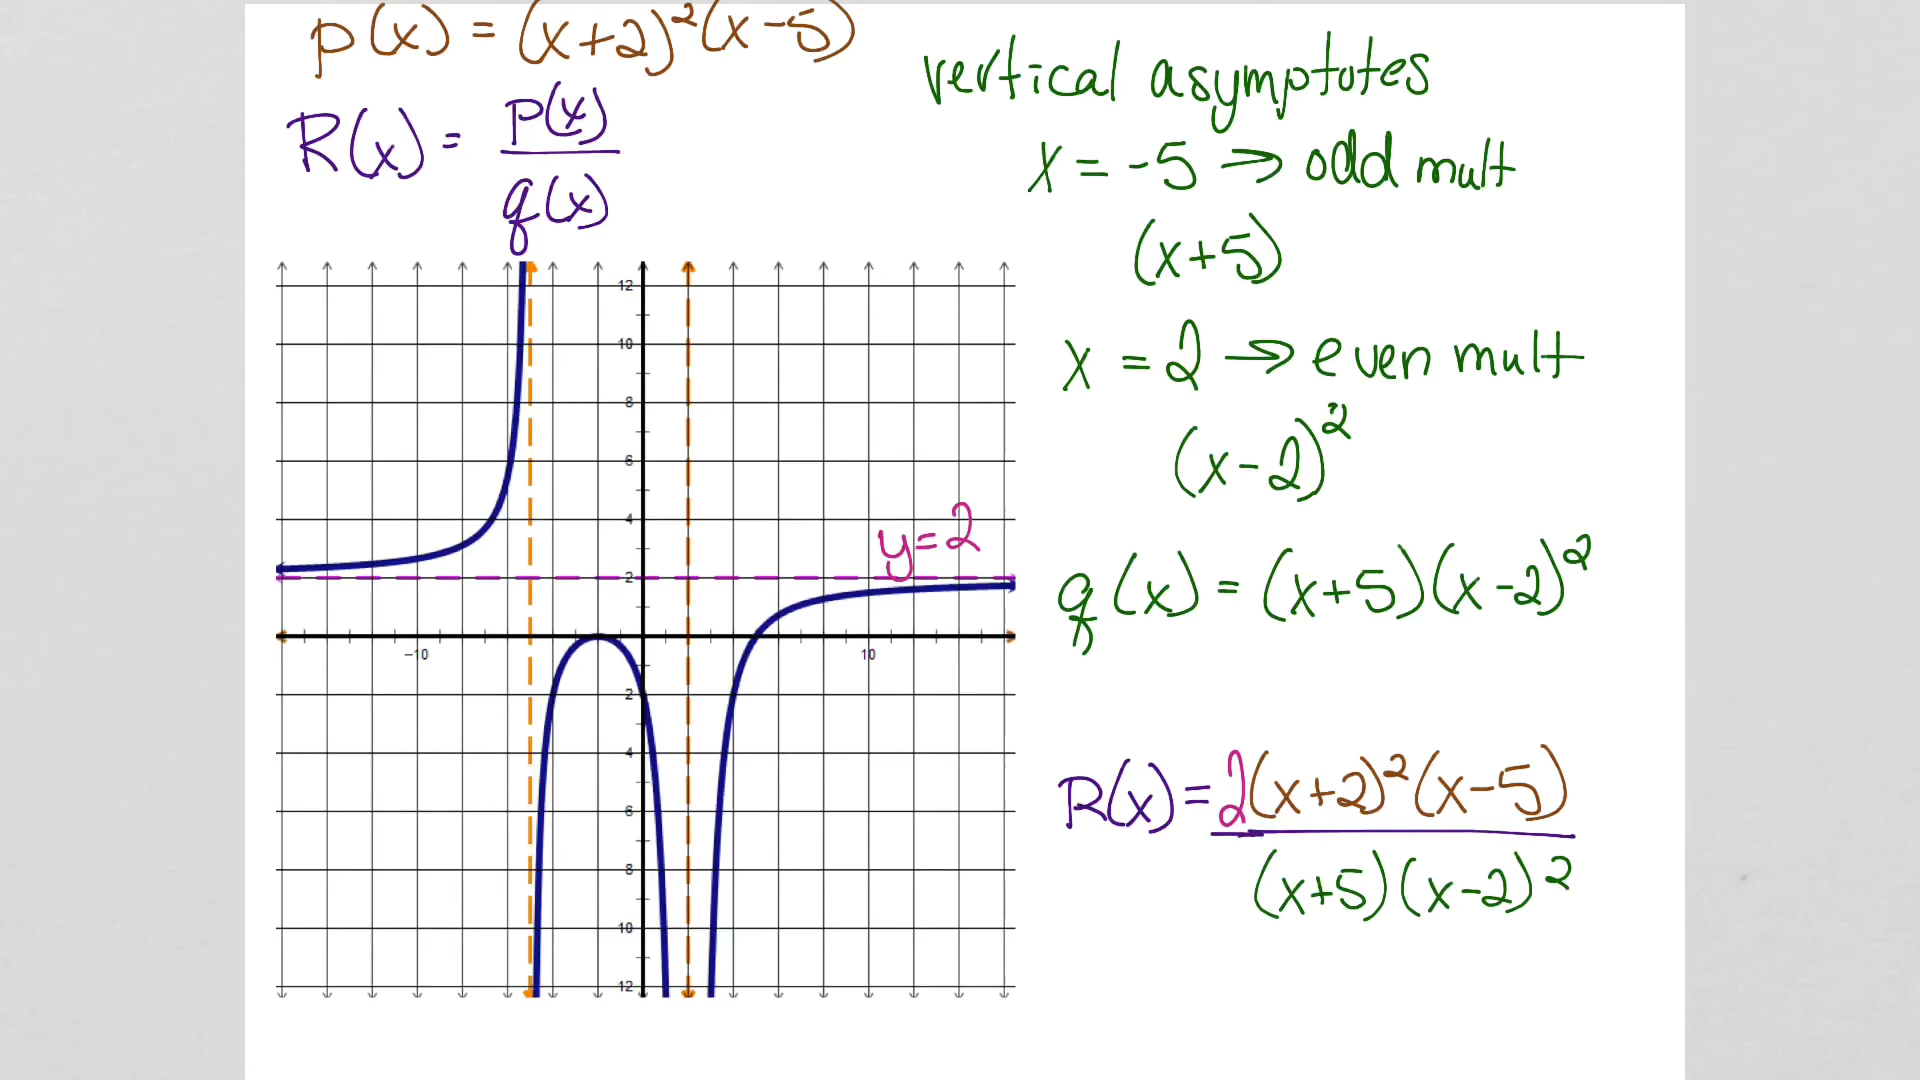 p(x) = (x+2)²(x-5)
R(x) = p(x)/q(x)
vertical asymptotes
x = -5 → odd mult
(x+5)
x = 2 → even mult
(x-2)²
q(x) = (x+5)(x-2)²
R(x) = 2(x+2)²(x-5)/(x+5)(x-2)²
12
10
8
6
4
y=2
2
-10
10
2
4
6
8
10
12